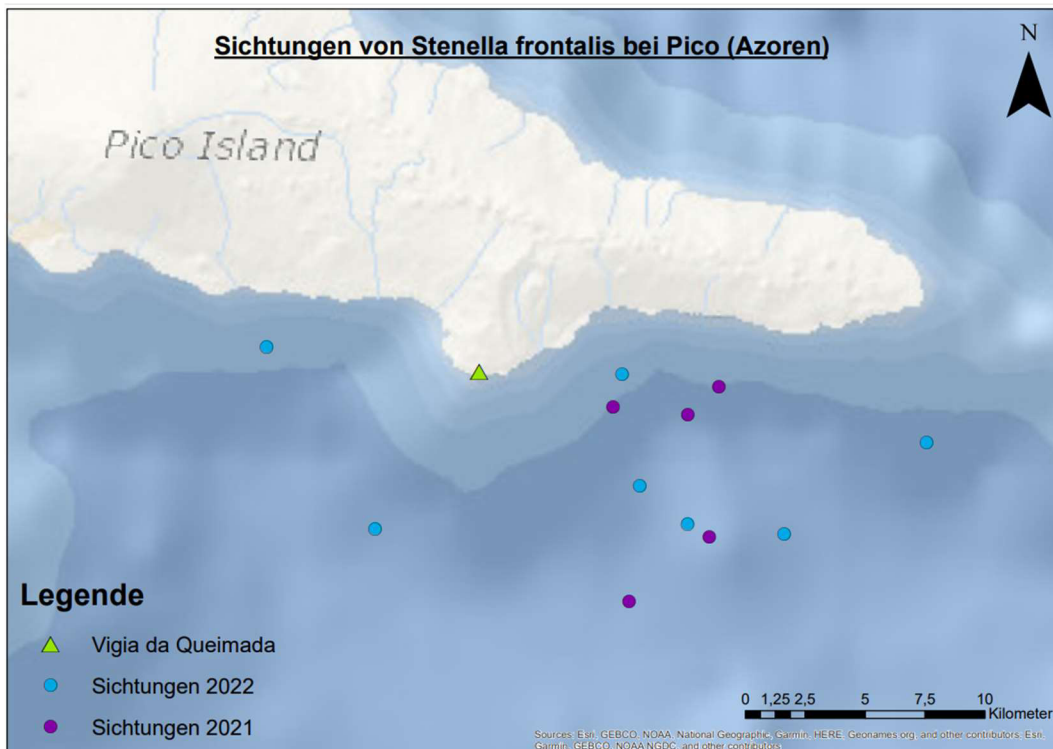 Sichtungen von Stenella frontalis bei Pico (Azoren)
N
Pico Island
Legende
Vigia da Queimada
Sichtungen 2022
Sichtungen 2021
0 1,25 2,5 5 7,5 10
Kilometer
Sources: Esri, GEBCO, NOAA, National Geographic, Garmin, HERE, Geonames.org, and other contributors, Esri,
Garmin, GEBCO, NOAA NGDC, and other contributors